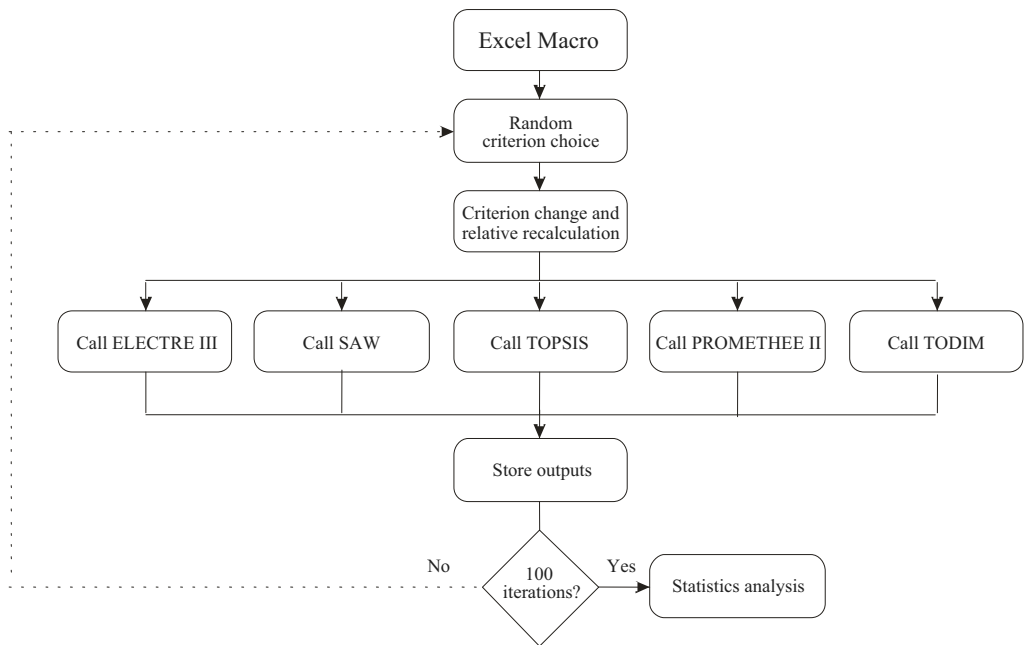 Excel Macro
Random
criterion choice
Criterion change and
relative recalculation
Call ELECTRE III
Call SAW
Call TOPSIS
Call PROMETHEE II
Call TODIM
Store outputs
No
100
iterations?
Yes
Statistics analysis